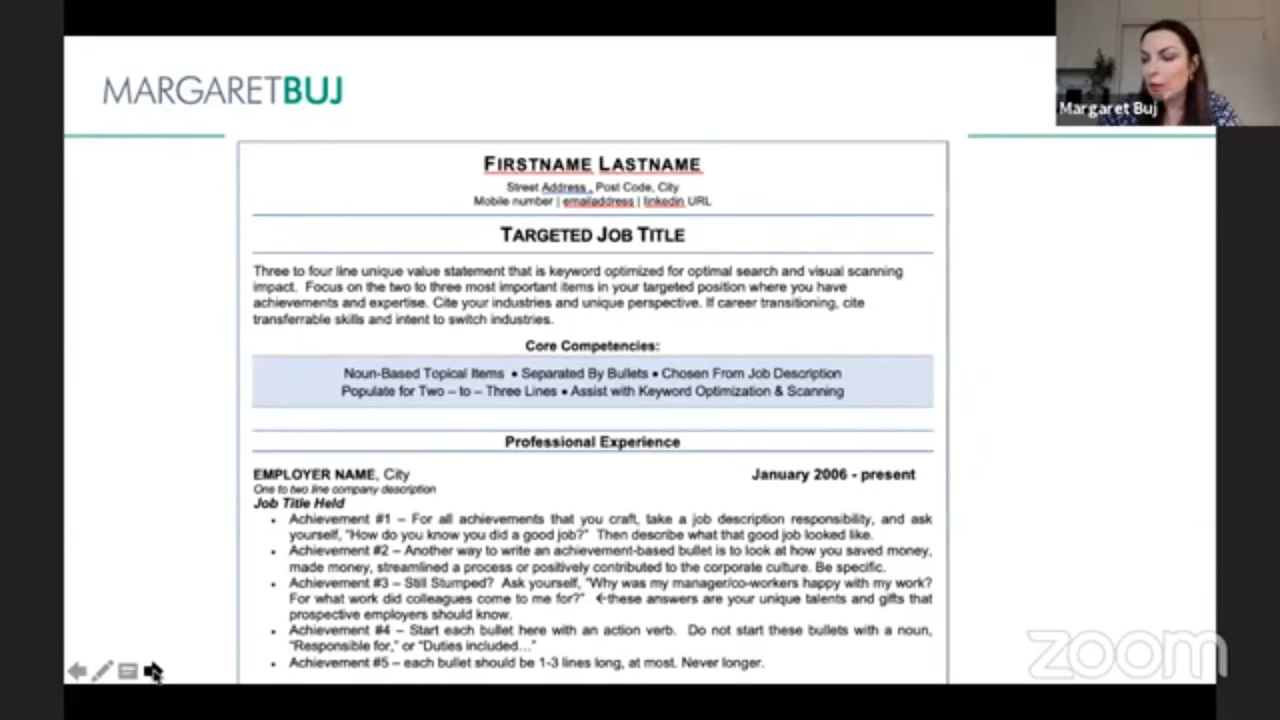 MARGARETBUJ
Margaret Buj
FIRSTNAME LASTNAME
Street Address , Post Code, City
Mobile number | emailaddress | linkedin URL
TARGETED JOB TITLE
Three to four line unique value statement that is keyword optimized for optimal search and visual scanning
impact. Focus on the two to three most important items in your targeted position where you have
achievements and expertise. Cite your industries and unique perspective. If career transitioning, cite
transferrable skills and intent to switch industries.
Core Competencies:
Noun-Based Topical Items • Separated By Bullets • Chosen From Job Description
Populate for Two – to – Three Lines • Assist with Keyword Optimization & Scanning
Professional Experience
EMPLOYER NAME, City January 2006 - present
One to two line company description
Job Title Held
• Achievement #1 – For all achievements that you craft, take a job description responsibility, and ask
yourself, "How do you know you did a good job?" Then describe what that good job looked like.
• Achievement #2 – Another way to write an achievement-based bullet is to look at how you saved money,
made money, streamlined a process or positively contributed to the corporate culture. Be specific.
• Achievement #3 – Still Stumped? Ask yourself, "Why was my manager/co-workers happy with my work?
For what work did colleagues come to me for?" ←these answers are your unique talents and gifts that
prospective employers should know.
• Achievement #4 – Start each bullet here with an action verb. Do not start these bullets with a noun,
"Responsible for," or "Duties included..."
• Achievement #5 – each bullet should be 1-3 lines long, at most. Never longer.
zoom